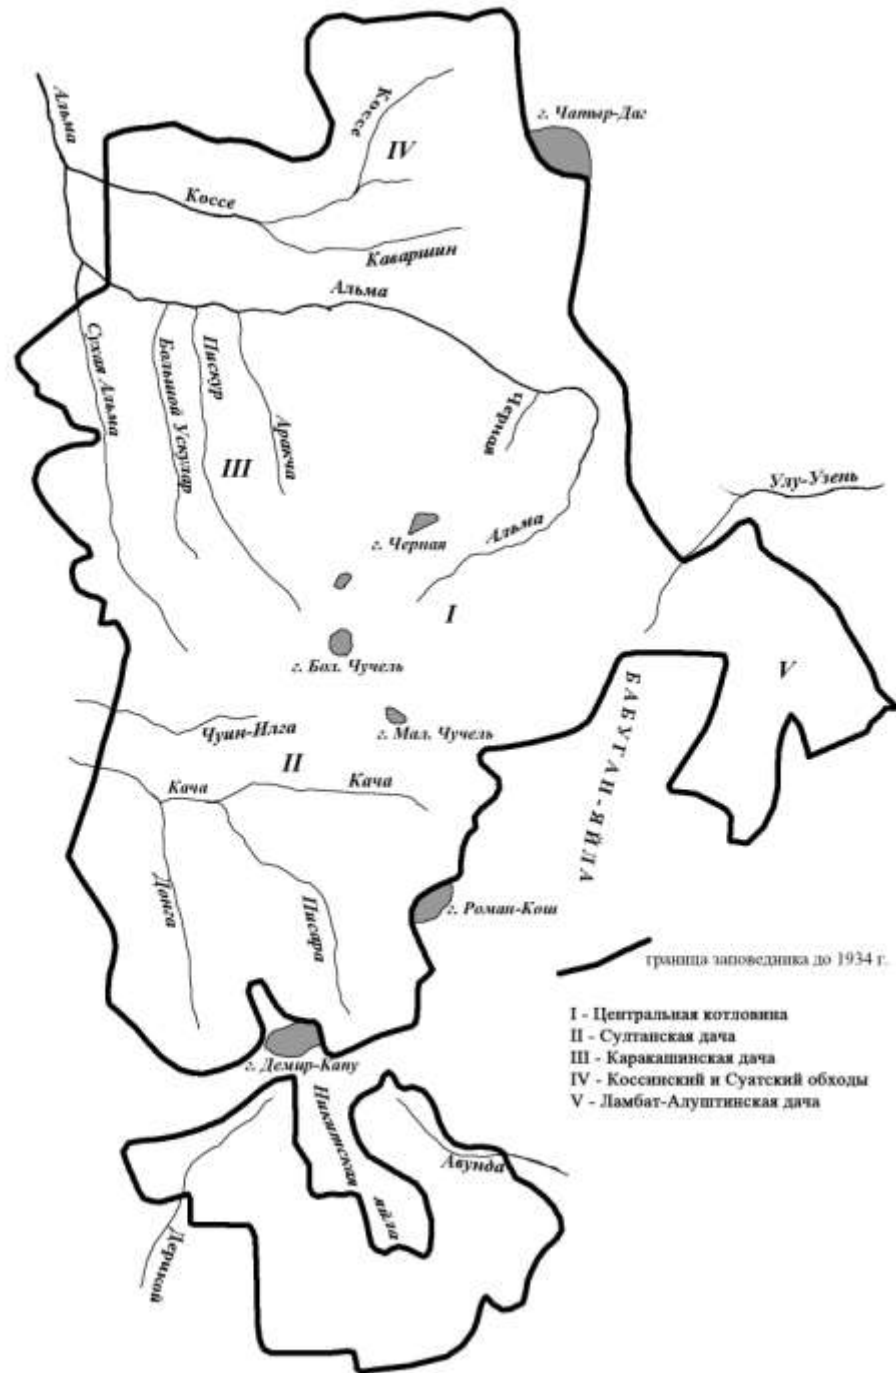 Альма
Коссе
г. Чатыр-Даг
IV
Коссе
Каваршин
Альма
Сухая Альма
Большой Ускулар
Пискур
Аракча
Черная
III
Улу-Узень
Альма
г. Черная
I
г. Бол. Чучель
V
БАБУГАН-ЯЙЛА
Чуин-Илга
г. Мал. Чучель
II
Кача
Кача
Донга
Писара
г. Роман-Кош
граница заповедника до 1934 г.
I - Центральная котловина
II - Султанская дача
III - Каракашинская дача
IV - Коссинский и Суатский обходы
V - Ламбат-Алуштинская дача
г. Демир-Капу
Никитская
яйла
Авунда
Дерикой